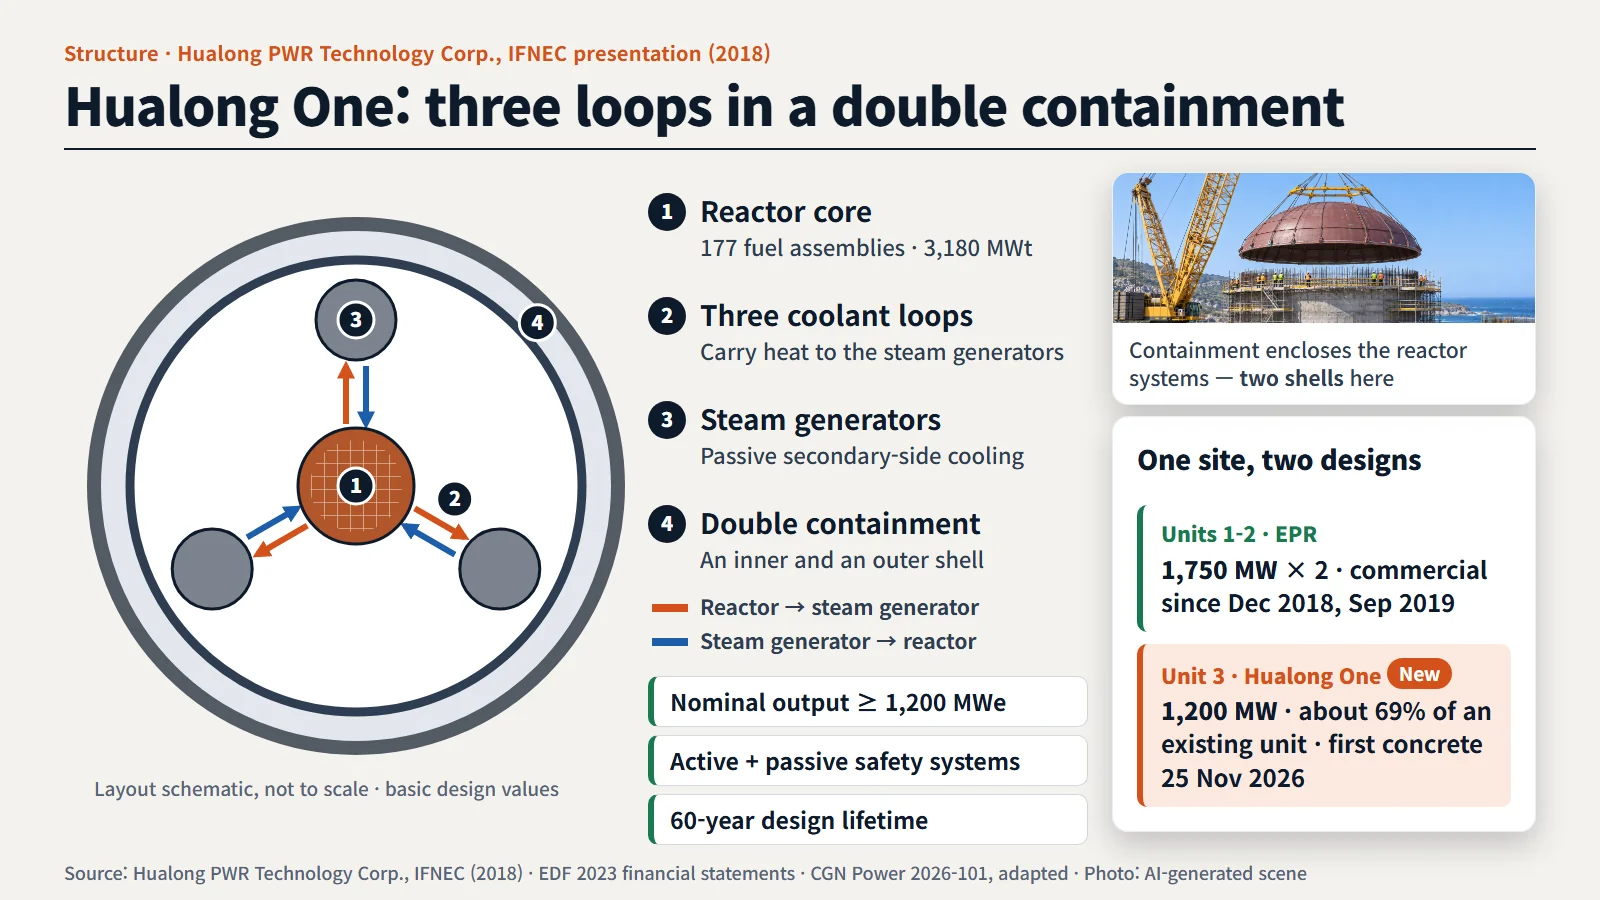 Structure · Hualong PWR Technology Corp., IFNEC presentation (2018)
Hualong One: three loops in a double containment
3
4
1
2
Layout schematic, not to scale · basic design values
1 Reactor core
177 fuel assemblies · 3,180 MWt
2 Three coolant loops
Carry heat to the steam generators
3 Steam generators
Passive secondary-side cooling
4 Double containment
An inner and an outer shell
Reactor → steam generator
Steam generator → reactor
Nominal output ≥ 1,200 MWe
Active + passive safety systems
60-year design lifetime
Containment encloses the reactor
systems — two shells here
One site, two designs
Units 1-2 · EPR
1,750 MW × 2 · commercial
since Dec 2018, Sep 2019
Unit 3 · Hualong One New
1,200 MW · about 69% of an
existing unit · first concrete
25 Nov 2026
Source: Hualong PWR Technology Corp., IFNEC (2018) · EDF 2023 financial statements · CGN Power 2026-101, adapted · Photo: AI-generated scene